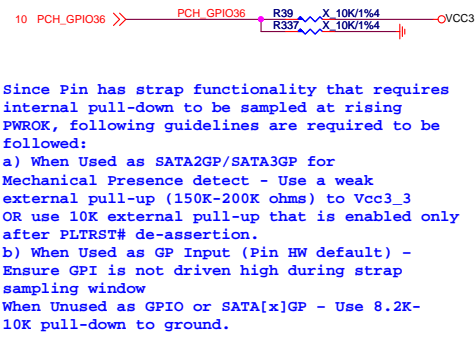 10 PCH_GPIO36 PCH_GPIO36 R39 X_10K/1%4 VCC3
R337 X_10K/1%4
Since Pin has strap functionality that requires
internal pull-down to be sampled at rising
PWROK, following guidelines are required to be
followed:
a) When Used as SATA2GP/SATA3GP for
Mechanical Presence detect - Use a weak
external pull-up (150K-200K ohms) to Vcc3_3
OR use 10K external pull-up that is enabled only
after PLTRST# de-assertion.
b) When Used as GP Input (Pin HW default) –
Ensure GPI is not driven high during strap
sampling window
When Unused as GPIO or SATA[x]GP – Use 8.2K-
10K pull-down to ground.